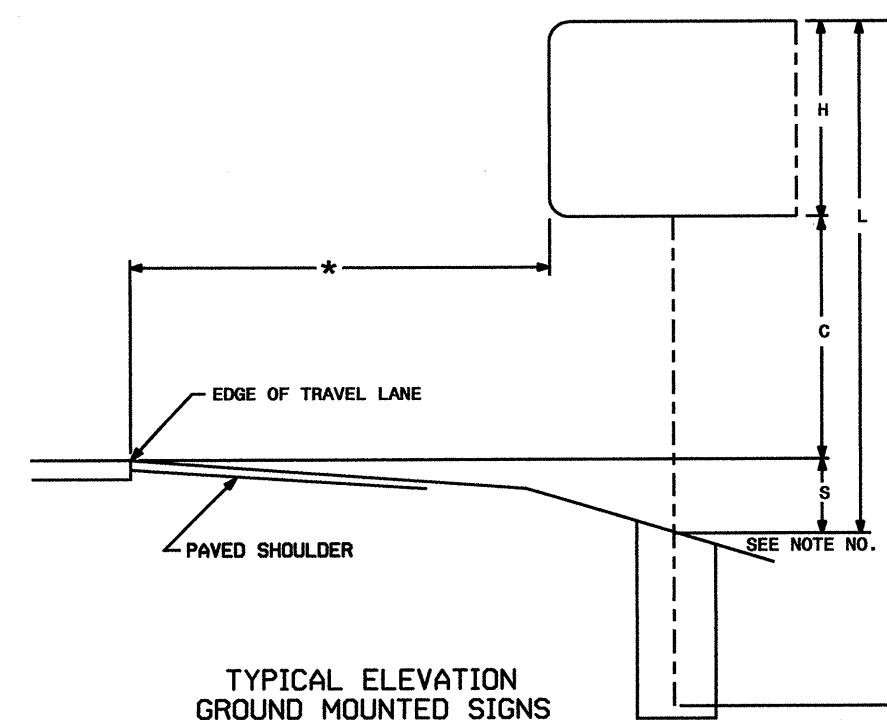 H
L
*
C
EDGE OF TRAVEL LANE
S
SEE NOTE NO.
PAVED SHOULDER
TYPICAL ELEVATION
GROUND MOUNTED SIGNS